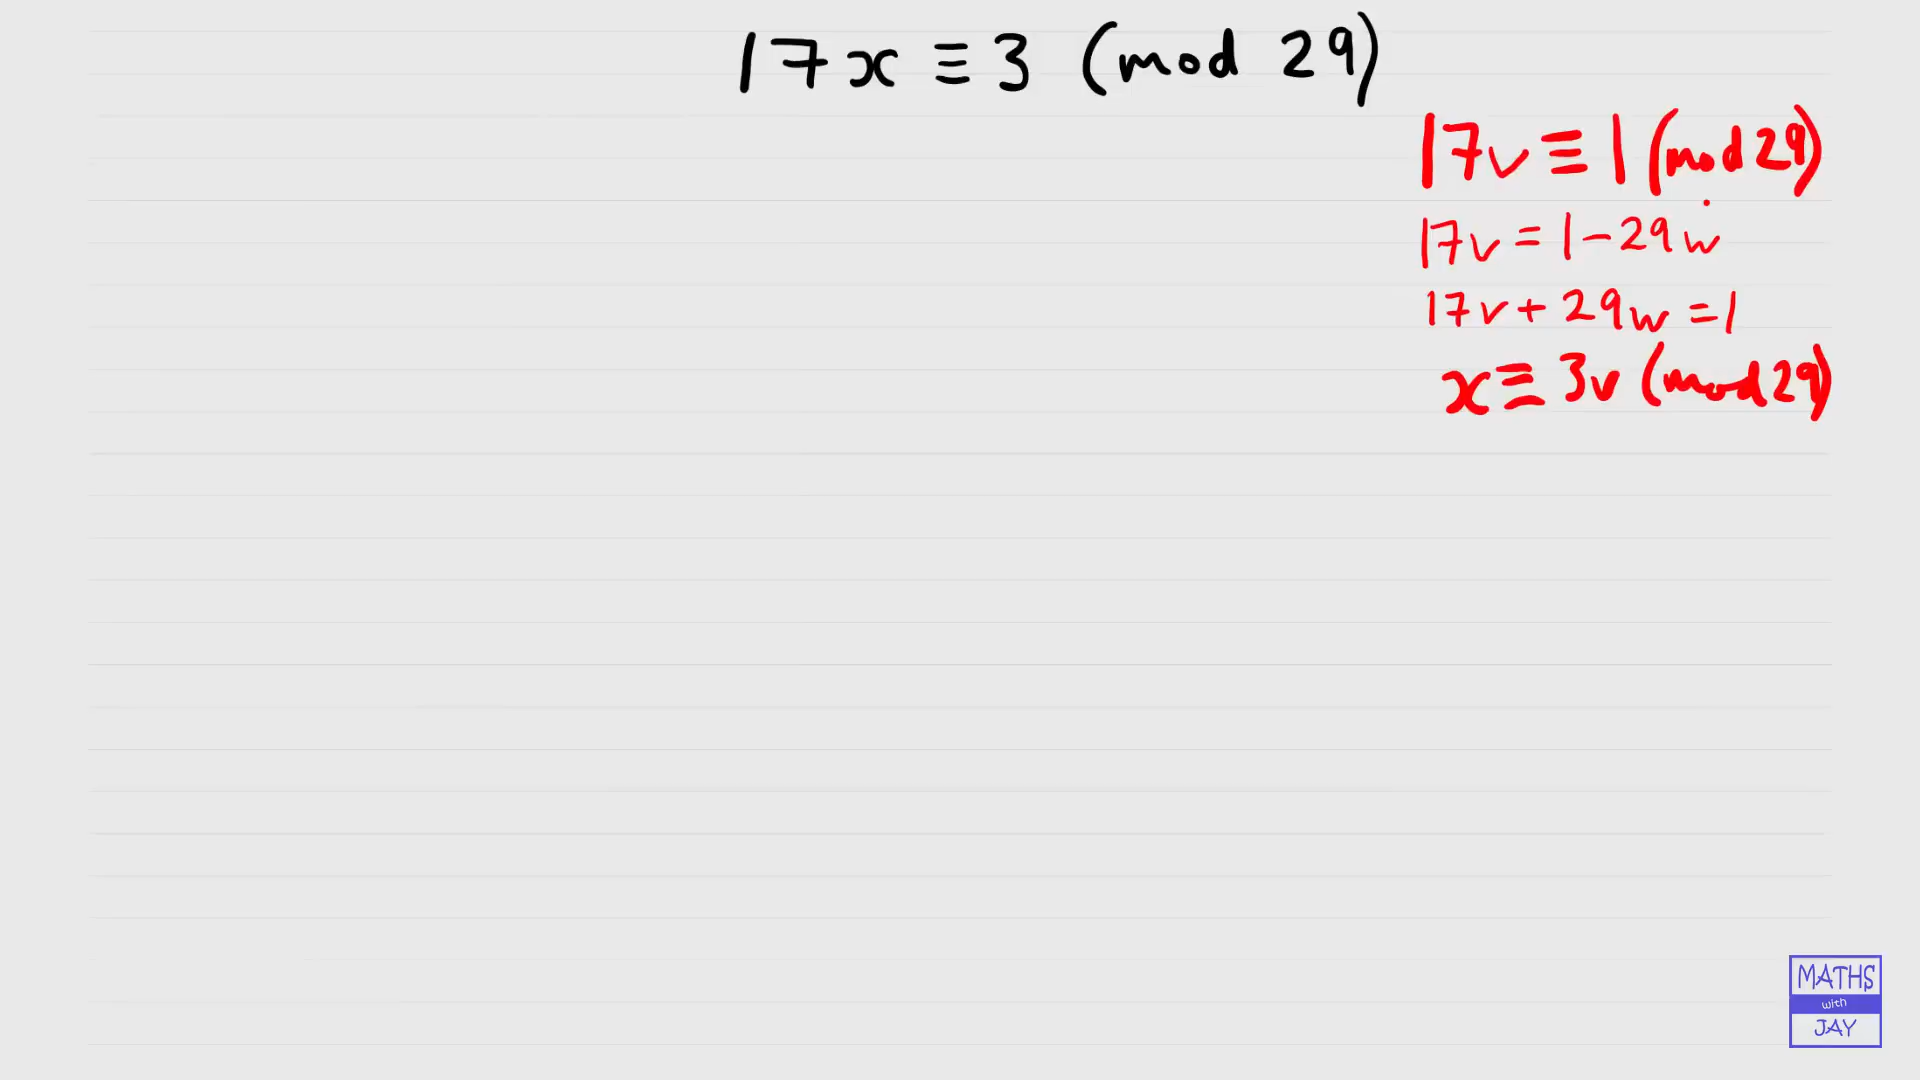 17x ≡ 3 (mod 29)
17v ≡ 1 (mod 29)
17v = 1 - 29w
17v + 29w = 1
x ≡ 3v (mod 29)
MATHS
with
JAY